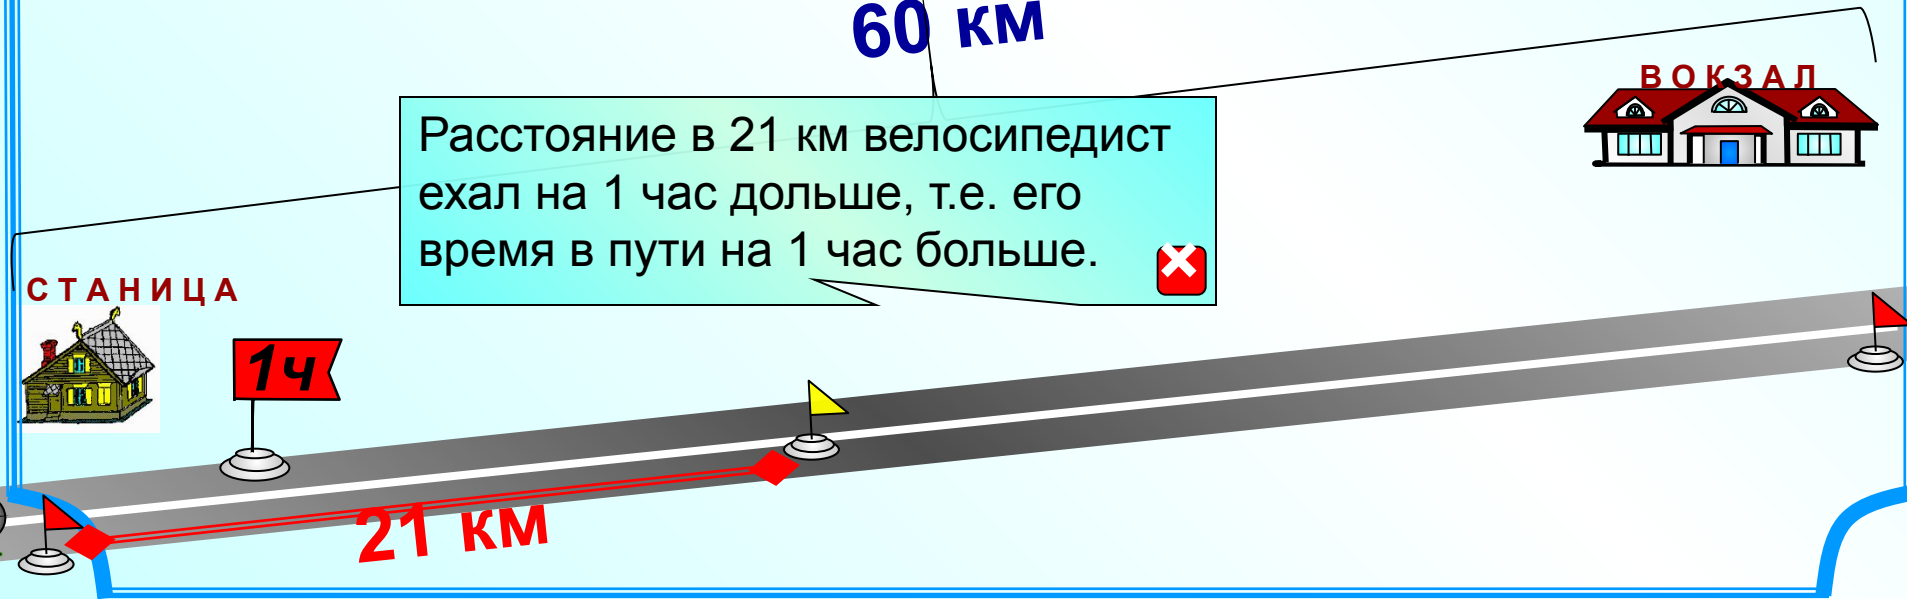 60 км
ВОКЗАЛ
Расстояние в 21 км велосипедист
ехал на 1 час дольше, т.е. его
время в пути на 1 час больше.
СТАНИЦА
1ч
21 км